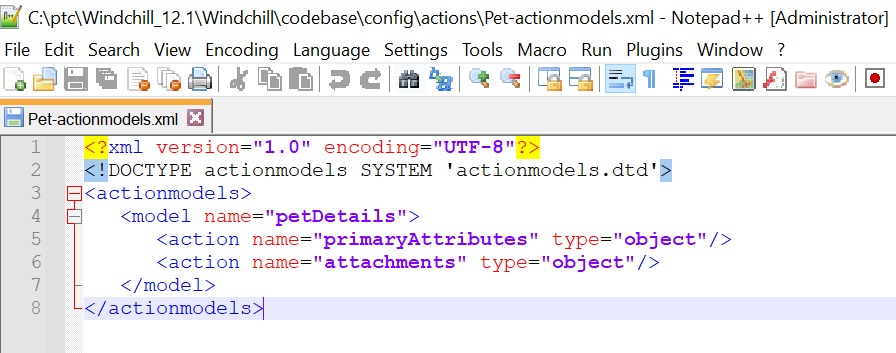 C:\ptc\Windchill_12.1\Windchill\codebase\config\actions\Pet-actionmodels.xml - Notepad++ [Administrator]
File Edit Search View Encoding Language Settings Tools Macro Run Plugins Window ?
Pet-actionmodels.xml
1 <?xml version="1.0" encoding="UTF-8"?>
2 <!DOCTYPE actionmodels SYSTEM 'actionmodels.dtd'>
3 <actionmodels>
4 <model name="petDetails">
5 <action name="primaryAttributes" type="object"/>
6 <action name="attachments" type="object"/>
7 </model>
8 </actionmodels>